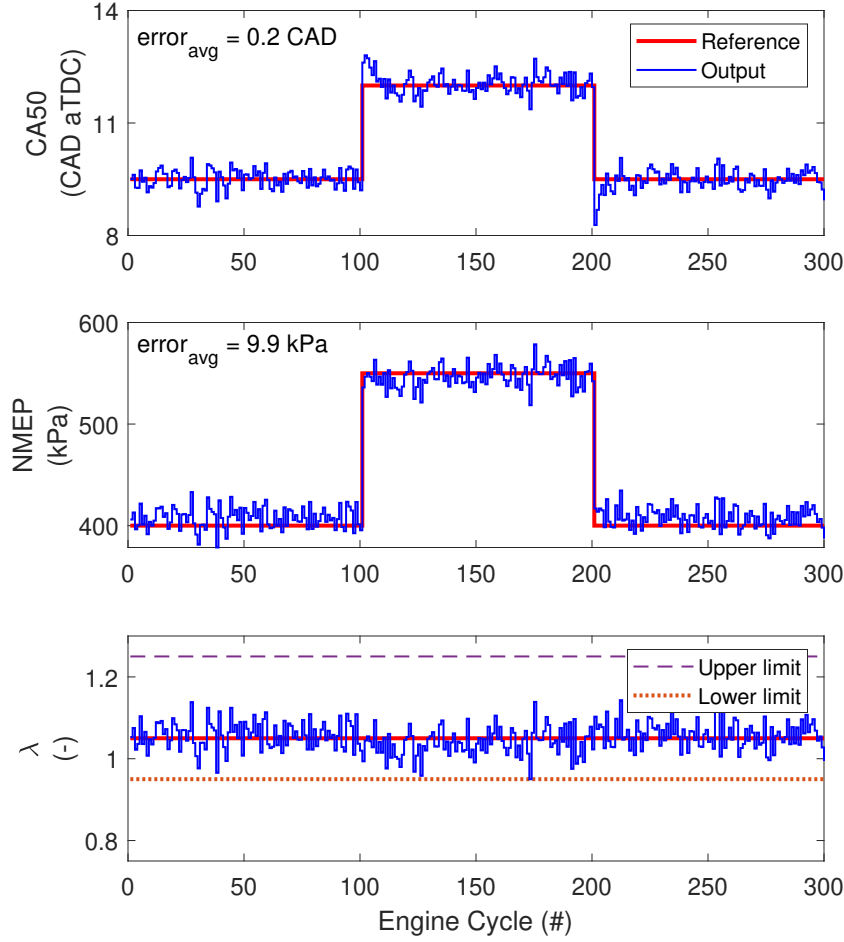 14
error_avg = 0.2 CAD
Reference
Output
11
8
CA50
(CAD aTDC)
0 50 100 150 200 250 300
600
error_avg = 9.9 kPa
500
400
NMEP
(kPa)
0 50 100 150 200 250 300
Upper limit
Lower limit
1.2
1
0.8
λ
(-)
0 50 100 150 200 250 300
Engine Cycle (#)